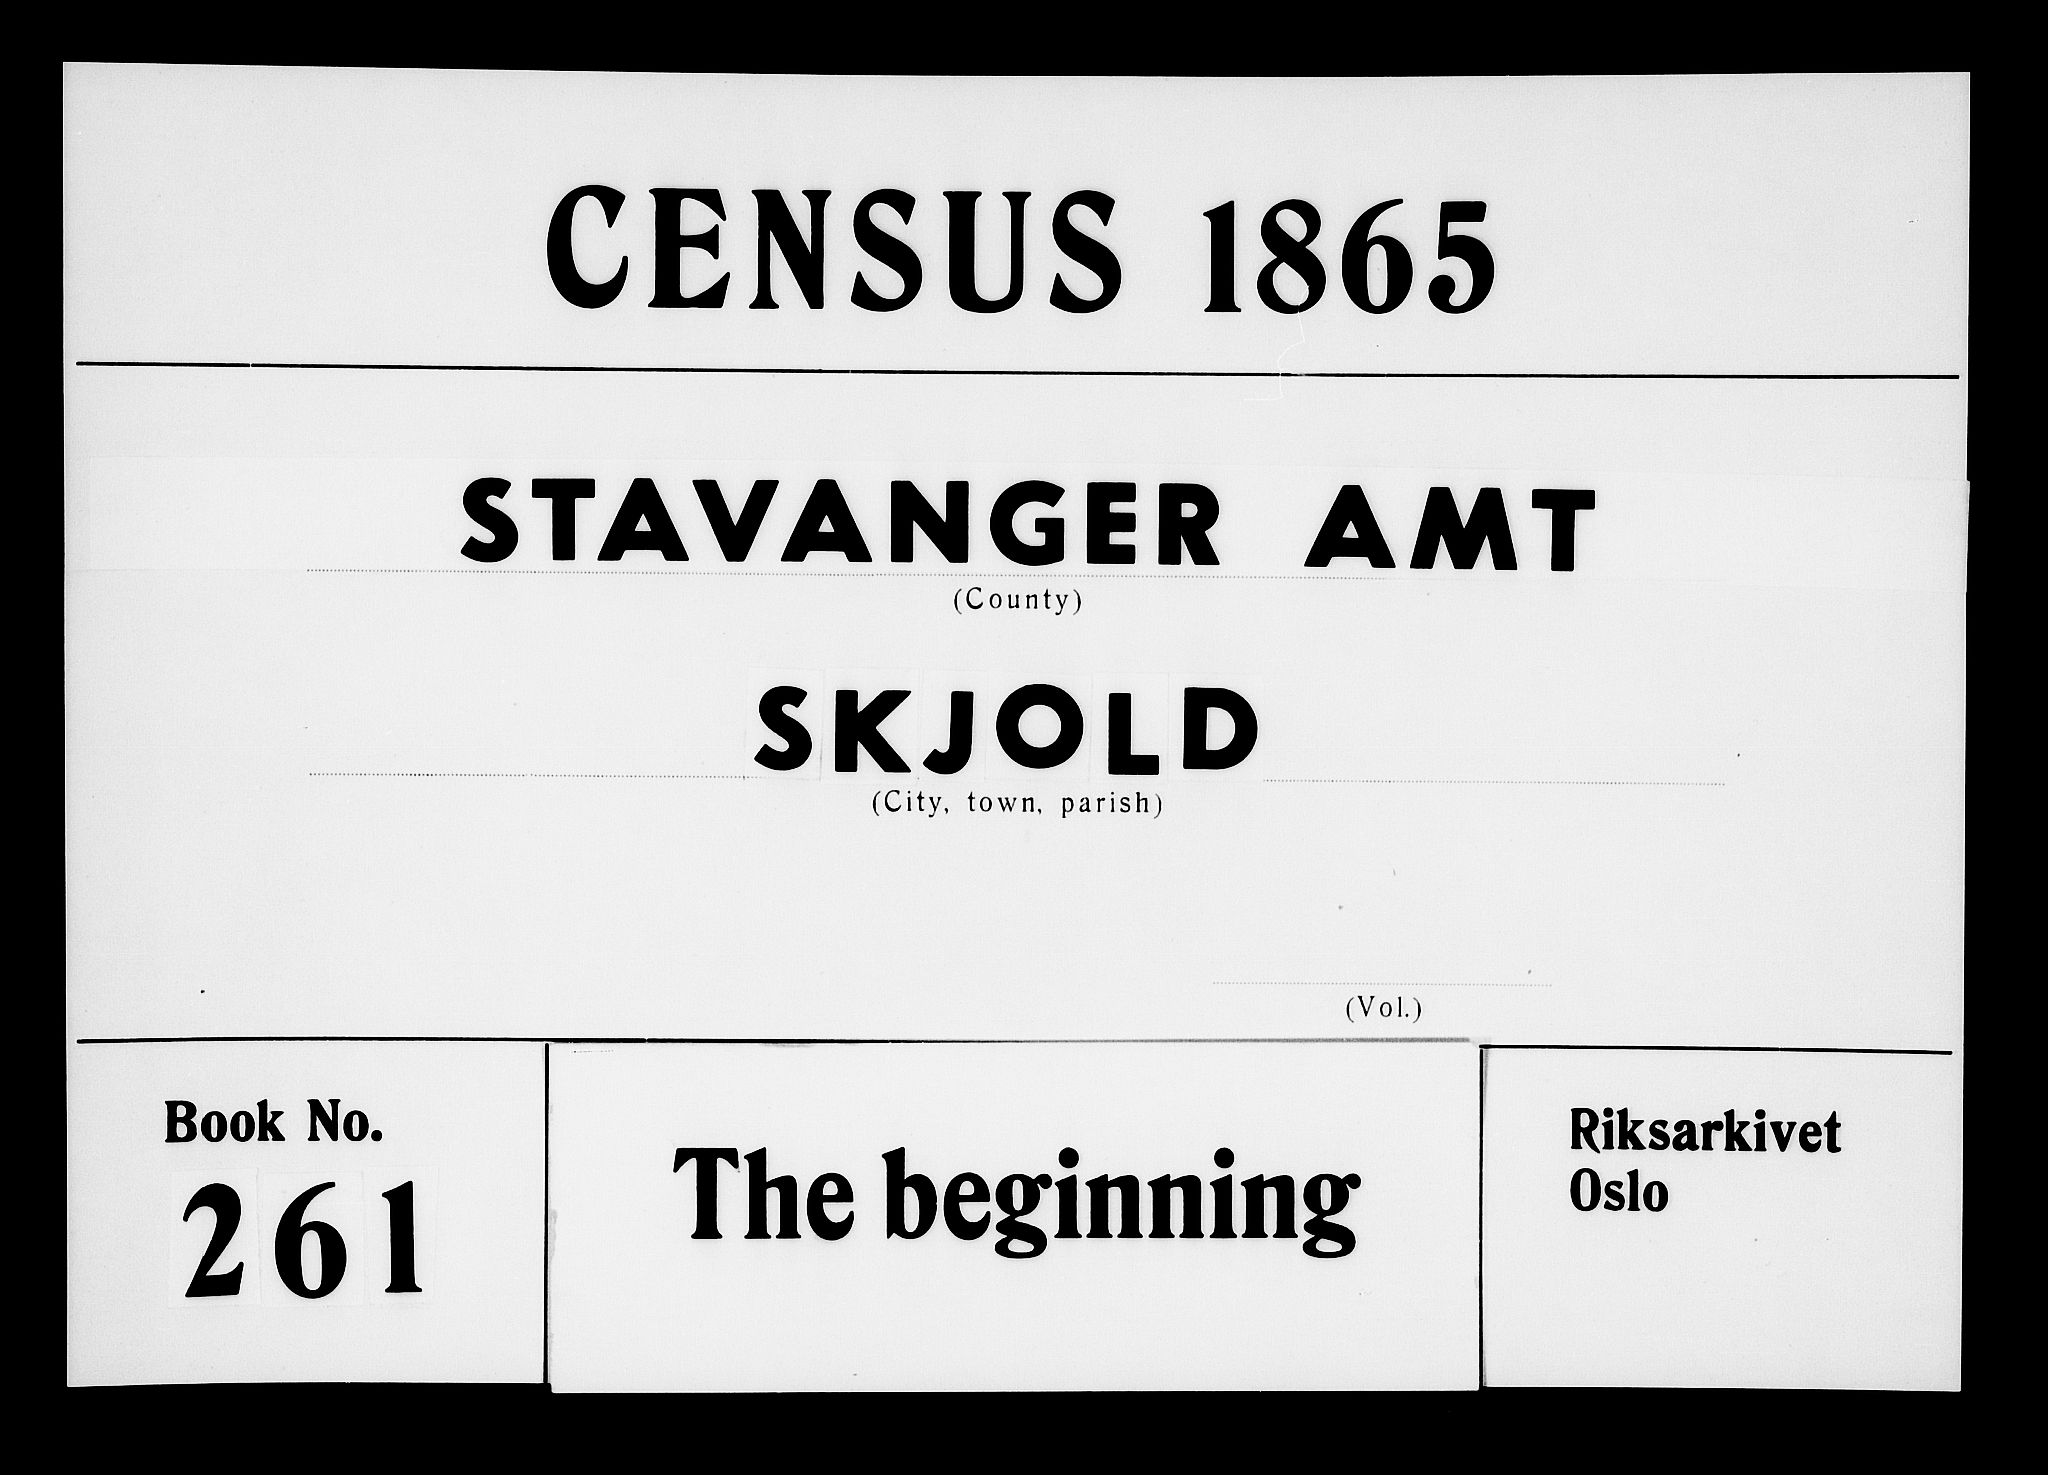 CENSUS 1865
STAVANGER AMT
(County)
SKJOLD
(City, town, parish)
(Vol.)
Book No.
261
The beginning
Riksarkivet
Oslo